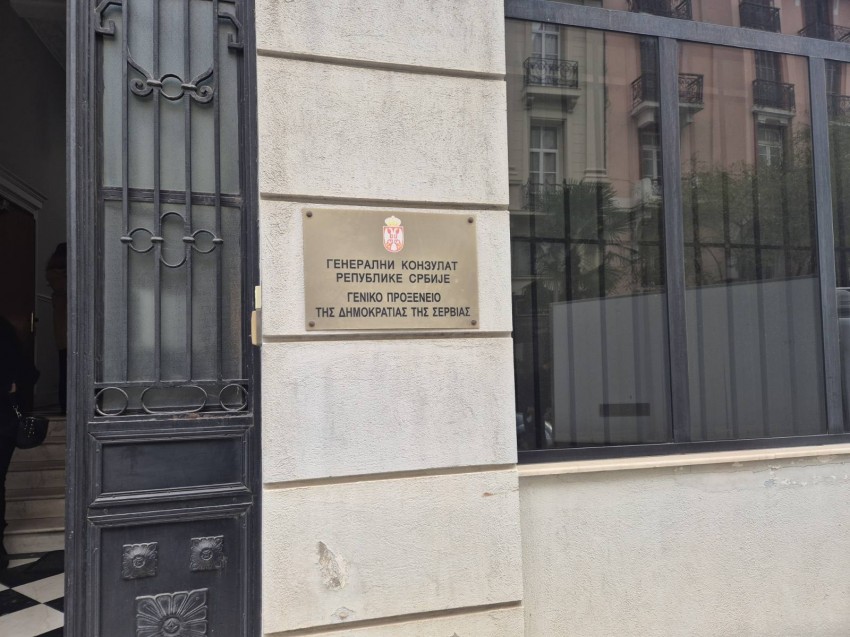 ГЕНЕРАЛНИ КОНЗУЛАТ
РЕПУБЛИКЕ СРБИЈЕ
ΓΕΝΙΚΟ ΠΡΟΞΕΝΕΙΟ
ΤΗΣ ΔΗΜΟΚΡΑΤΙΑΣ ΤΗΣ ΣΕΡΒΙΑΣ